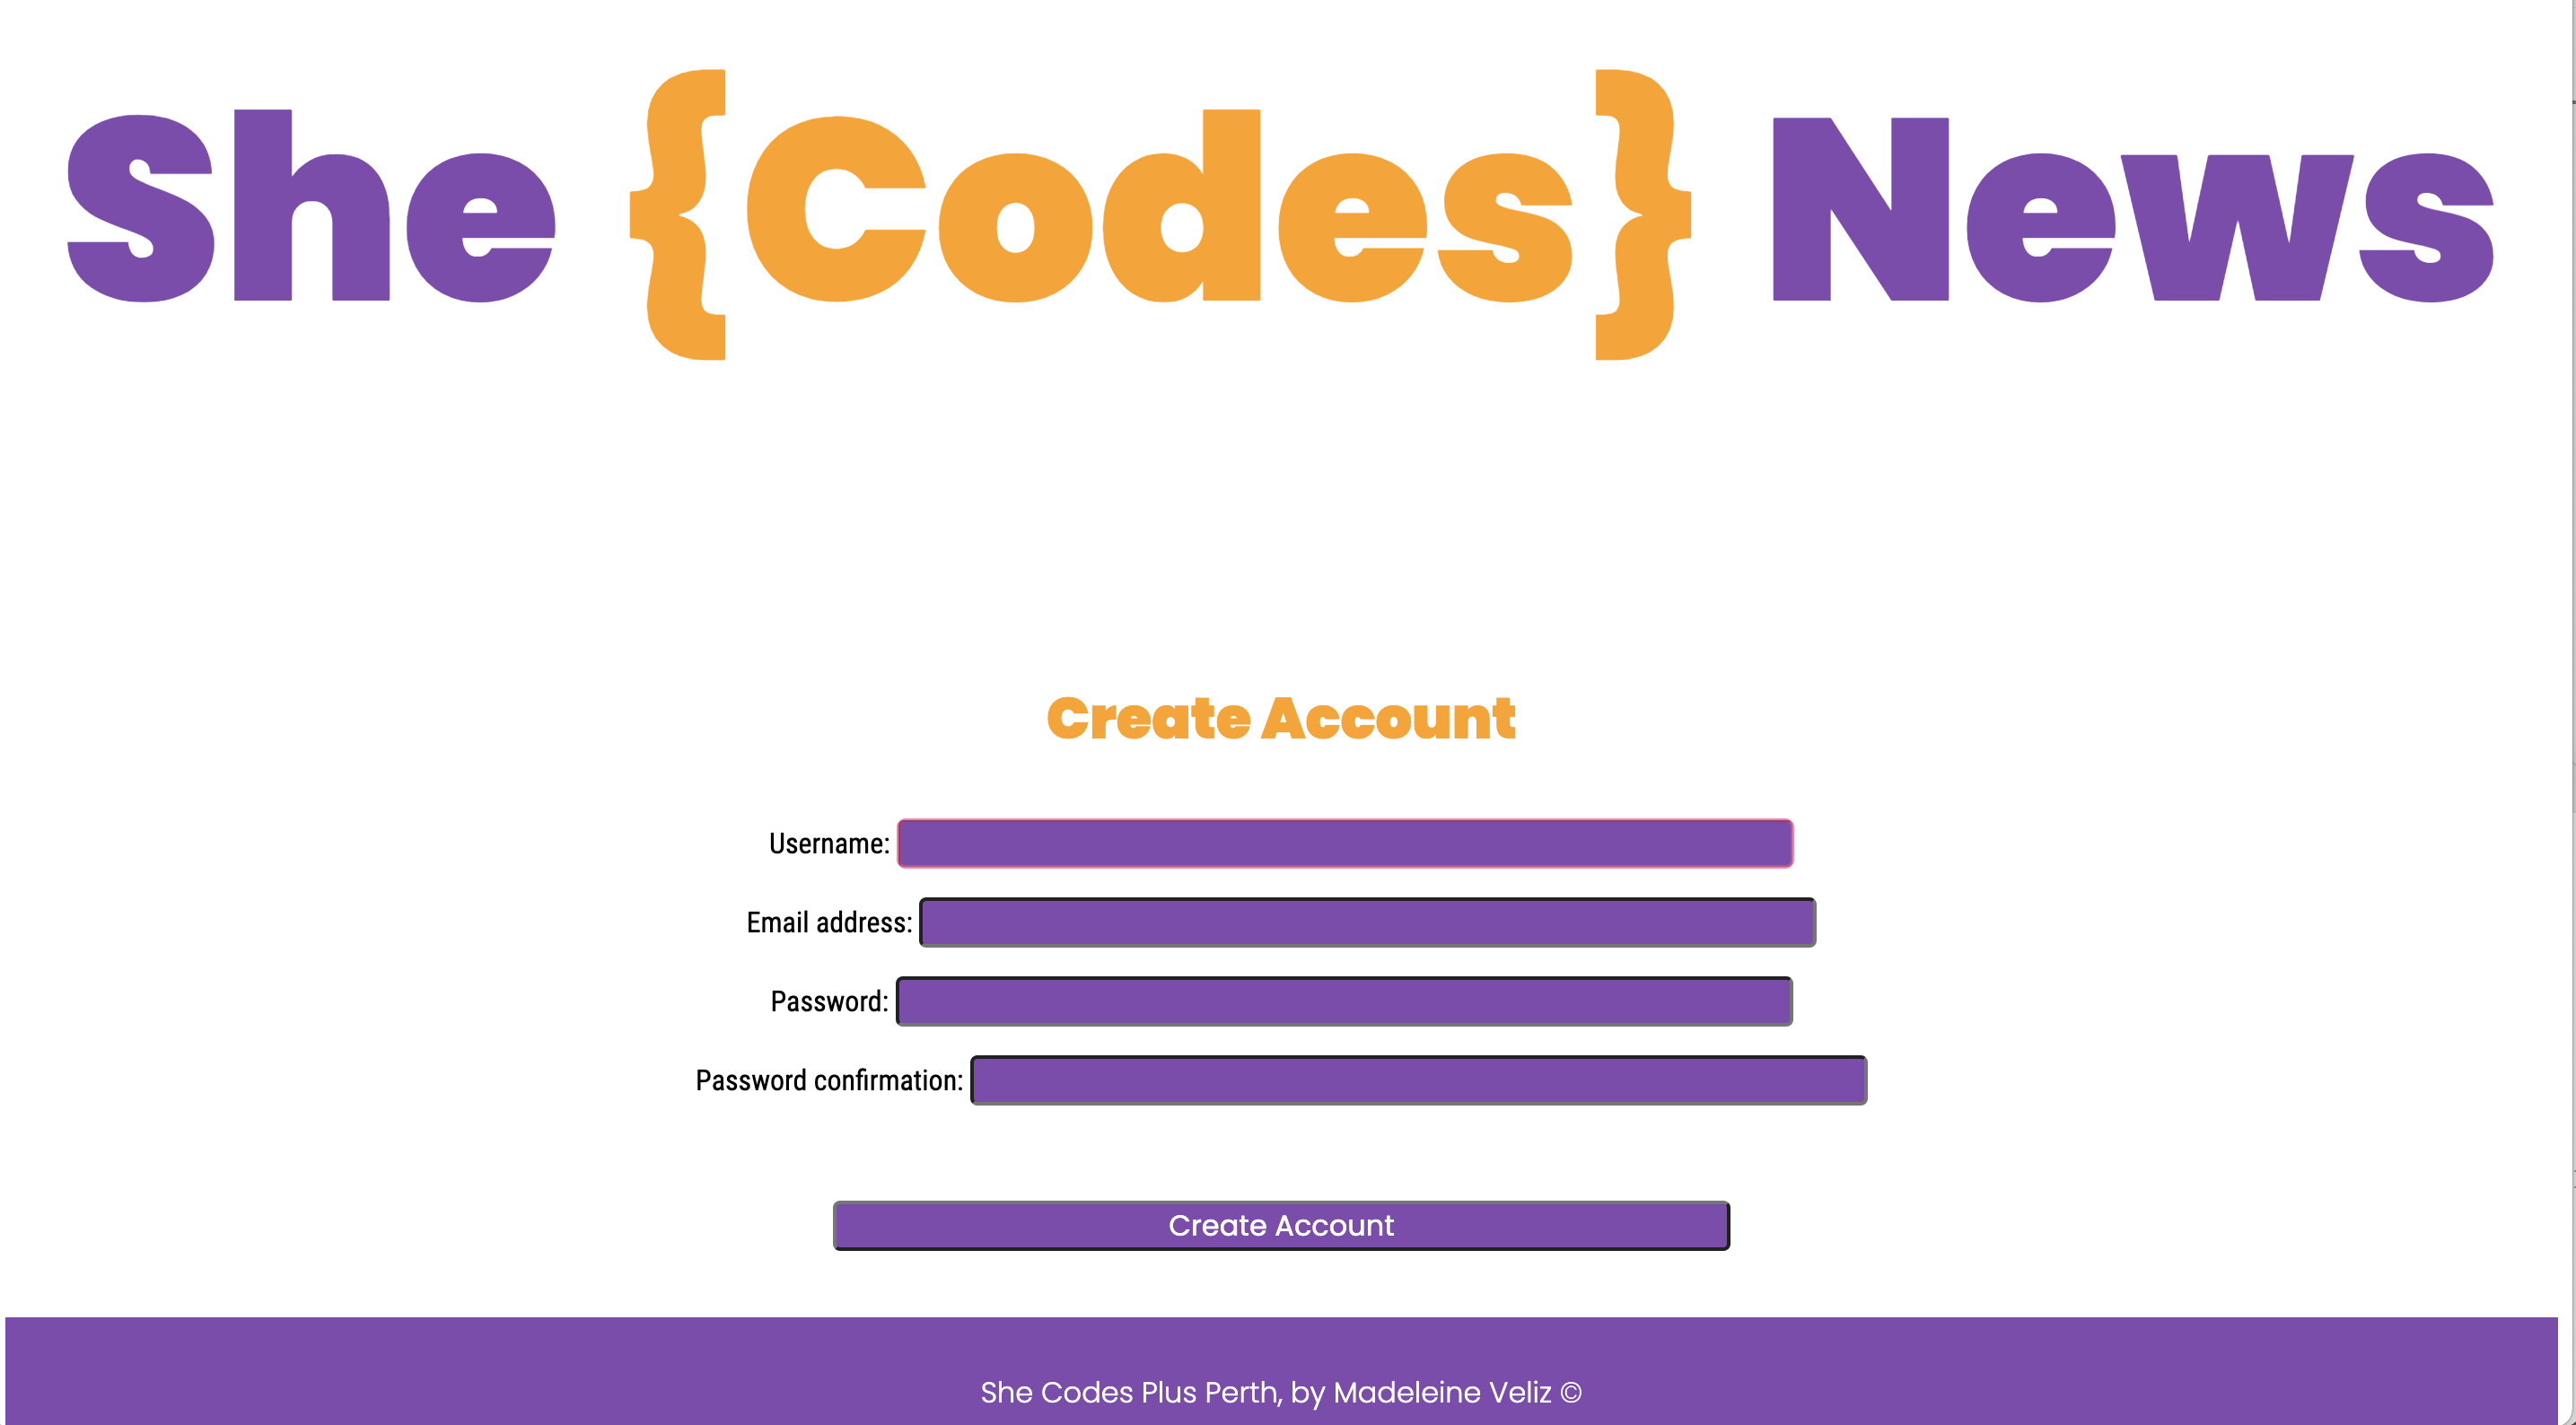 She {Codes} News
Create Account
Username:
Email address:
Password:
Password confirmation:
Create Account
She Codes Plus Perth, by Madeleine Veliz ©